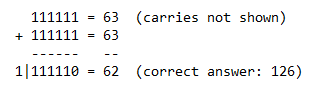 111111 = 63  (carries not shown)
+ 111111 = 63
  ------   --
1|111110 = 62  (correct answer: 126)